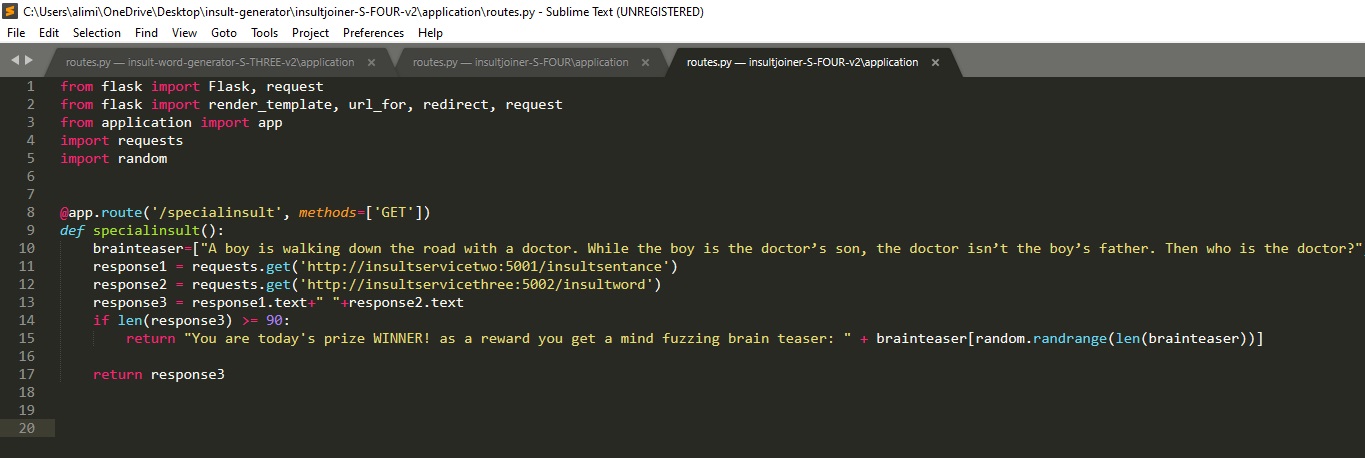 C:\Users\alimi\OneDrive\Desktop\insult-generator\insultjoiner-S-FOUR-v2\application\routes.py - Sublime Text (UNREGISTERED)
File Edit Selection Find View Goto Tools Project Preferences Help
routes.py — insult-word-generator-S-THREE-v2\application × routes.py — insultjoiner-S-FOUR\application × routes.py — insultjoiner-S-FOUR-v2\application ×
1 from flask import Flask, request
2 from flask import render_template, url_for, redirect, request
3 from application import app
4 import requests
5 import random
6
7
8 @app.route('/specialinsult', methods=['GET'])
9 def specialinsult():
10     brainteaser=["A boy is walking down the road with a doctor. While the boy is the doctor’s son, the doctor isn’t the boy’s father. Then who is the doctor?",
11     response1 = requests.get('http://insultservicetwo:5001/insultsentance')
12     response2 = requests.get('http://insultservicethree:5002/insultword')
13     response3 = response1.text+" "+response2.text
14     if len(response3) >= 90:
15         return "You are today's prize WINNER! as a reward you get a mind fuzzing brain teaser: " + brainteaser[random.randrange(len(brainteaser))]
16
17     return response3
18
19
20